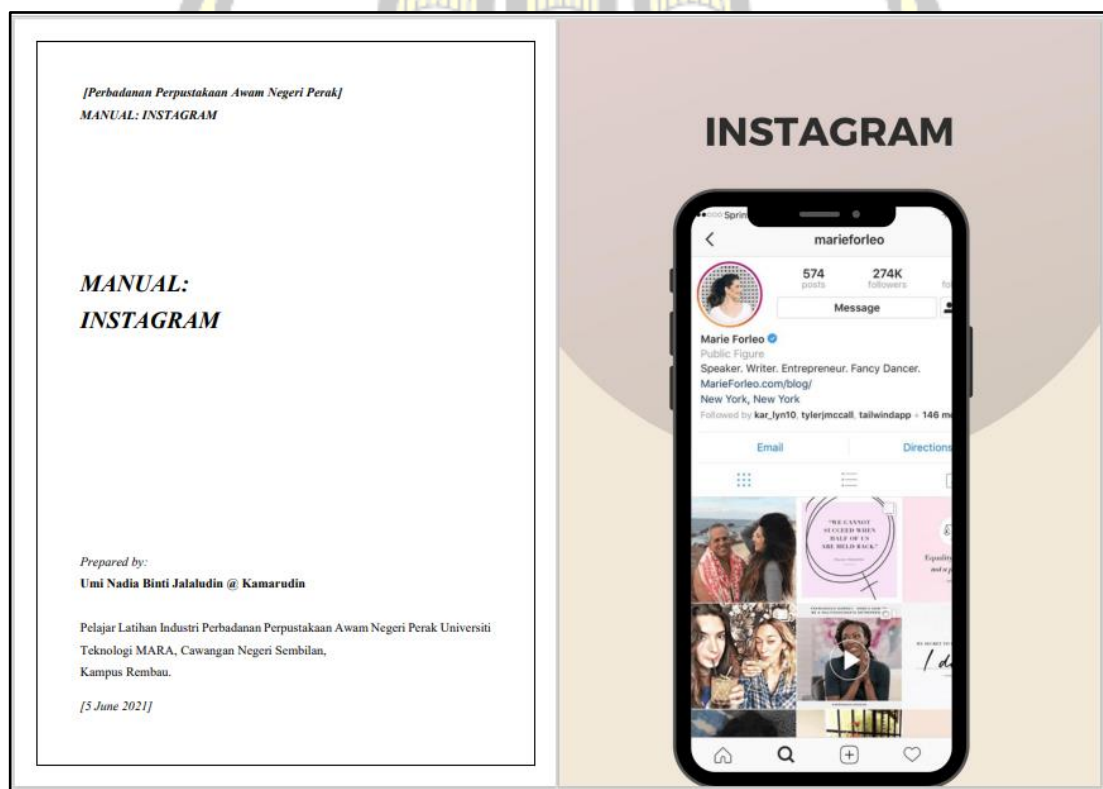 [Perbadanan Perpustakaan Awam Negeri Perak]
MANUAL: INSTAGRAM
MANUAL:
INSTAGRAM
Prepared by:
Umi Nadia Binti Jalaludin @ Kamarudin
Pelajar Latihan Industri Perbadanan Perpustakaan Awam Negeri Perak Universiti
Teknologi MARA, Cawangan Negeri Sembilan,
Kampus Rembau.
[5 June 2021]
INSTAGRAM
Sprin
marieforleo
574 274K
posts followers
Message
Marie Forleo
Public Figure
Speaker. Writer. Entrepreneur. Fancy Dancer.
MarieForleo.com/blog/
New York, New York
Followed by kar_lyn10, tylerjmccall, tailwindapp + 146
Email Directions
"WE CANNOT
SUCCEED WHEN
HALF OF US
ARE HELD BACK."